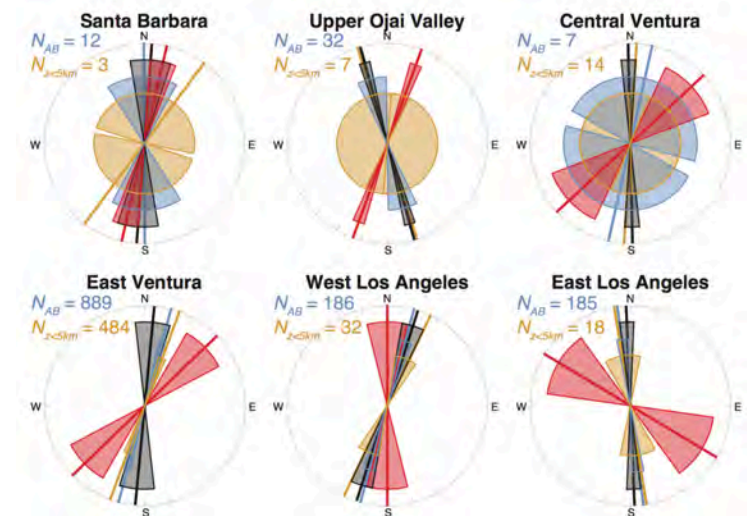 Santa Barbara
N_AB = 12
N_z<5km = 3
N
W
E
S
Upper Ojai Valley
N_AB = 32
N_z<5km = 7
N
W
E
S
Central Ventura
N_AB = 7
N_z<5km = 14
N
W
E
S
East Ventura
N_AB = 889
N_z<5km = 484
N
W
E
S
West Los Angeles
N_AB = 186
N_z<5km = 32
N
W
E
S
East Los Angeles
N_AB = 185
N_z<5km = 18
N
W
E
S